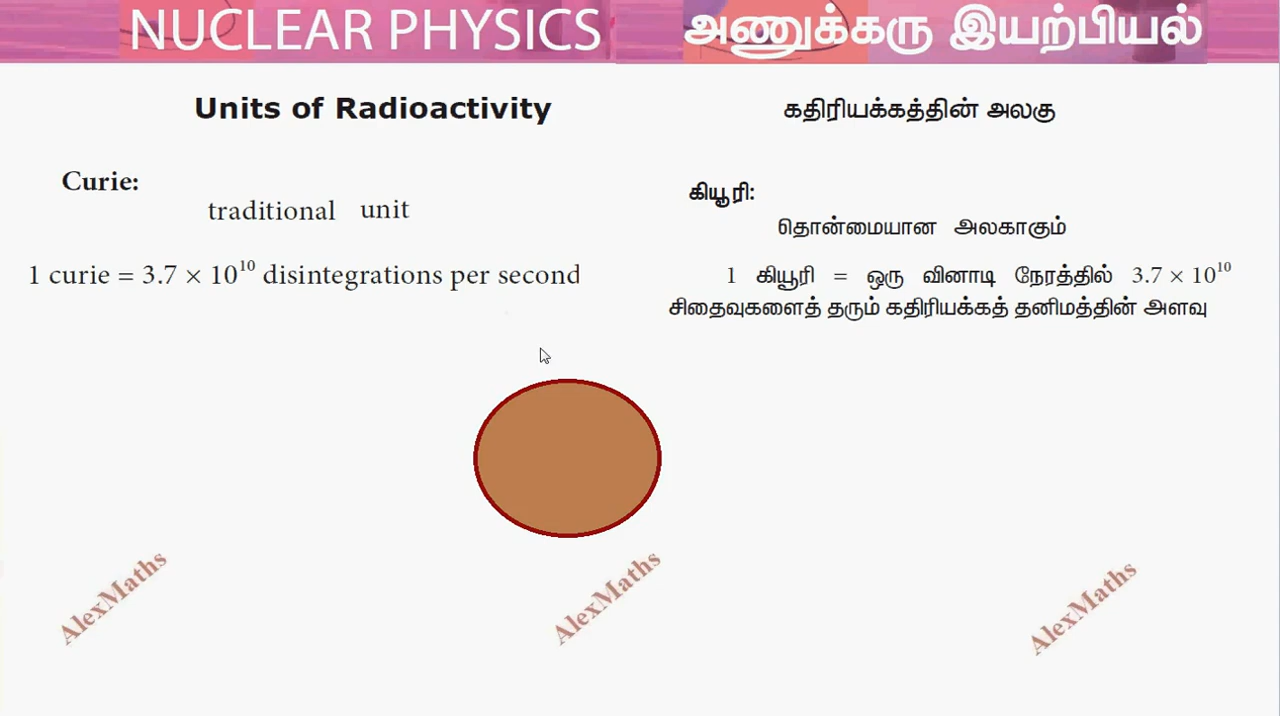 NUCLEAR PHYSICS
அணுக்கரு இயற்பியல்
Units of Radioactivity
Curie:
traditional unit
1 curie = 3.7 × 10¹⁰ disintegrations per second
கதிரியக்கத்தின் அலகு
கியூரி:
தொன்மையான அலகாகும்
1 கியூரி = ஒரு வினாடி நேரத்தில் 3.7 × 10¹⁰
சிதைவுகளைத் தரும் கதிரியக்கத் தனிமத்தின் அளவு
AlexMaths
AlexMaths
AlexMaths